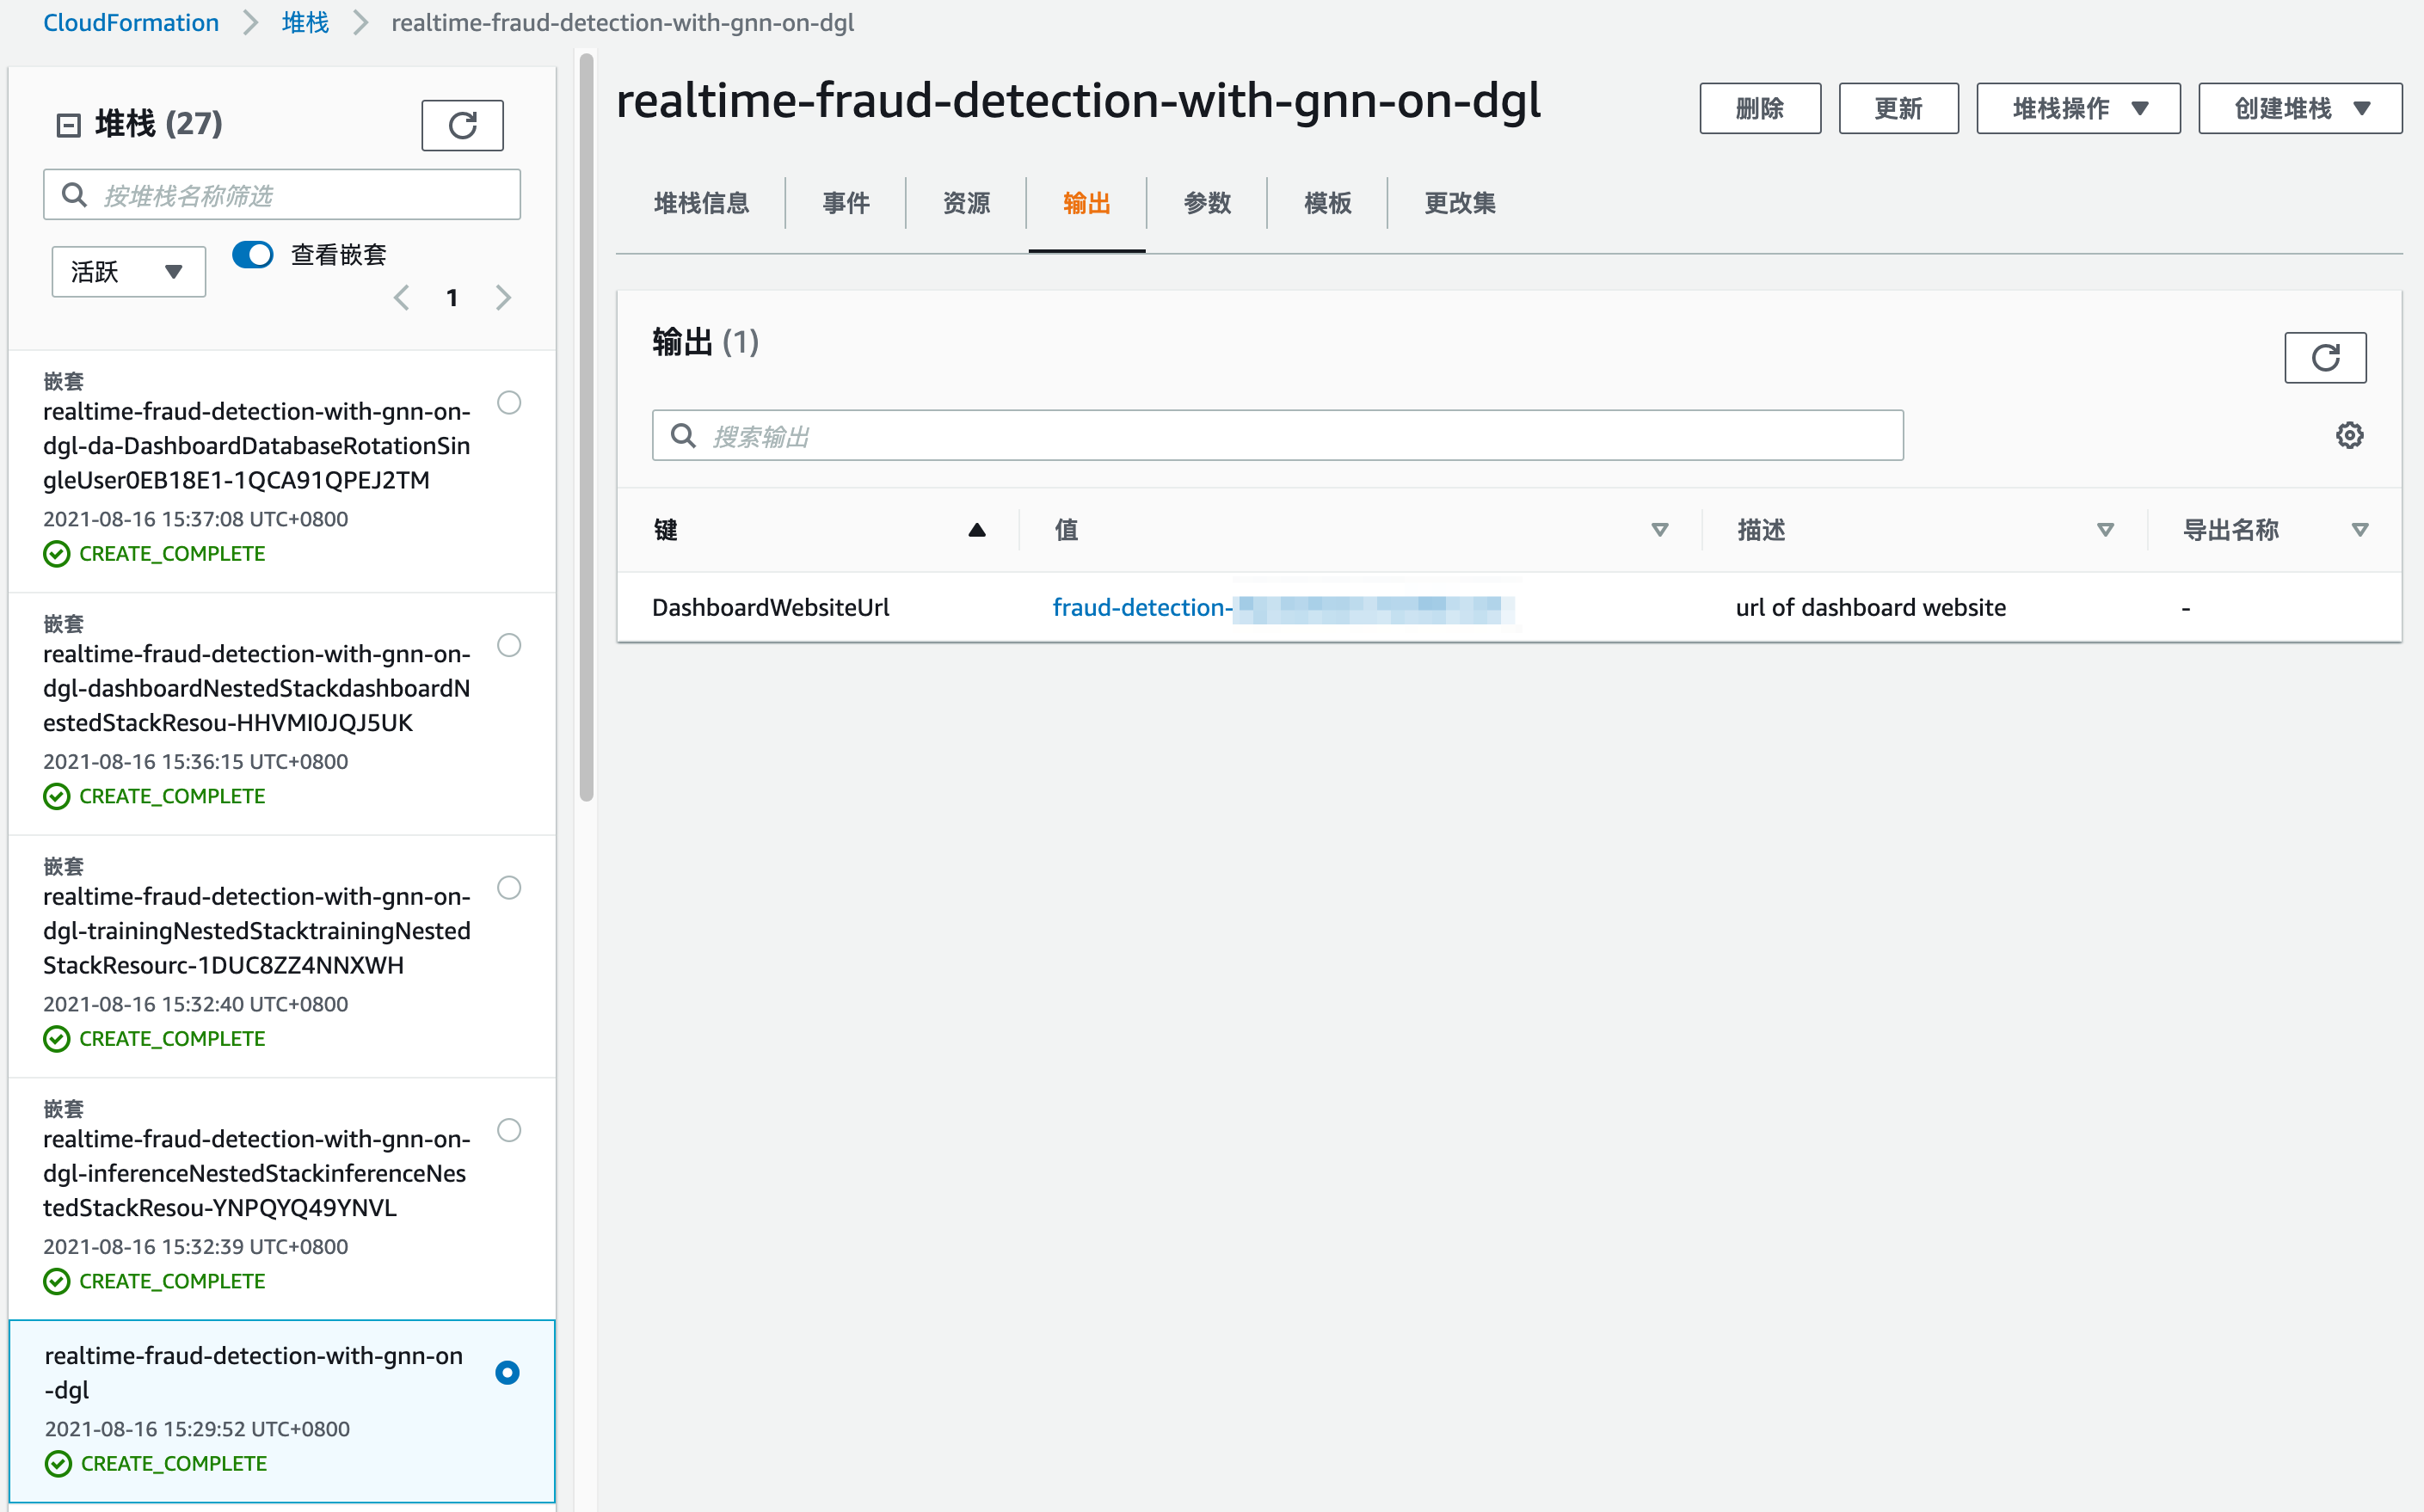 CloudFormation 堆栈 realtime-fraud-detection-with-gnn-on-dgl
堆栈 (27)
按堆栈名称筛选
活跃
查看嵌套
1
嵌套
realtime-fraud-detection-with-gnn-on-
dgl-da-DashboardDatabaseRotationSin
gleUser0EB18E1-1QCA91QPEJ2TM
2021-08-16 15:37:08 UTC+0800
CREATE_COMPLETE
嵌套
realtime-fraud-detection-with-gnn-on-
dgl-dashboardNestedStackdashboardN
estedStackResou-HHVMI0JQJ5UK
2021-08-16 15:36:15 UTC+0800
CREATE_COMPLETE
嵌套
realtime-fraud-detection-with-gnn-on-
dgl-trainingNestedStacktrainingNested
StackResourc-1DUC8ZZ4NNXWH
2021-08-16 15:32:40 UTC+0800
CREATE_COMPLETE
嵌套
realtime-fraud-detection-with-gnn-on-
dgl-inferenceNestedStackinferenceNes
tedStackResou-YNPQYQ49YNVL
2021-08-16 15:32:39 UTC+0800
CREATE_COMPLETE
realtime-fraud-detection-with-gnn-on
-dgl
2021-08-16 15:29:52 UTC+0800
CREATE_COMPLETE
realtime-fraud-detection-with-gnn-on-dgl
删除 更新 堆栈操作 创建堆栈
堆栈信息 事件 资源 输出 参数 模板 更改集
输出 (1)
搜索输出
键 值 描述 导出名称
DashboardWebsiteUrl fraud-detection- url of dashboard website -